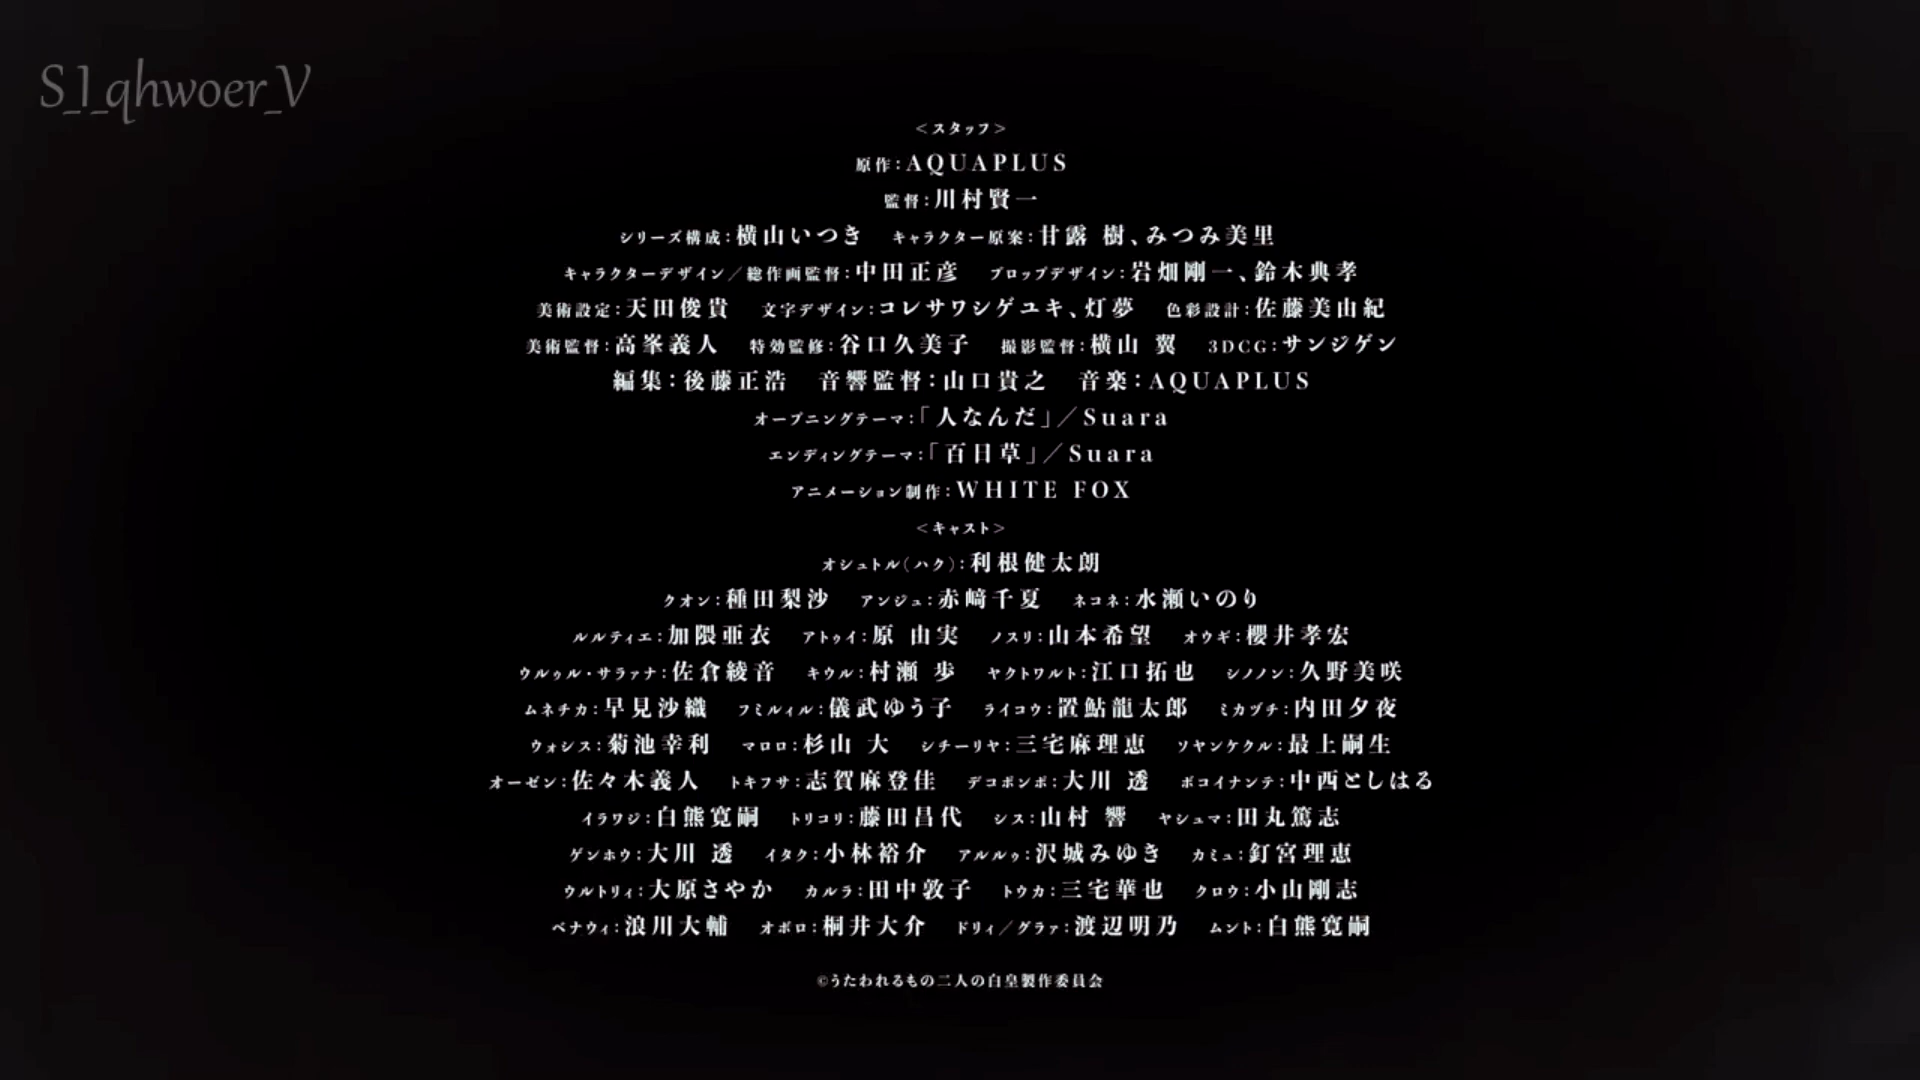 S_1_qhwoer_V
<スタッフ>
原作:AQUAPLUS
監督:川村賢一
シリーズ構成:横山いつき　キャラクター原案:甘露 樹、みつみ美里
キャラクターデザイン／総作画監督:中田正彦　プロップデザイン:岩畑剛一、鈴木典孝
美術設定:天田俊貴　文字デザイン:コレサワシゲユキ、灯夢　色彩設計:佐藤美由紀
美術監督:高峯義人　特効監修:谷口久美子　撮影監督:横山 翼　3DCG:サンジゲン
編集:後藤正浩　音響監督:山口貴之　音楽:AQUAPLUS
オープニングテーマ:「人なんだ」／Suara
エンディングテーマ:「百日草」／Suara
アニメーション制作:WHITE FOX
<キャスト>
オシュトル(ハク):利根健太朗
クオン:種田梨沙　アンジュ:赤﨑千夏　ネコネ:水瀬いのり
ルルティエ:加隈亜衣　アトゥイ:原 由実　ノスリ:山本希望　オウギ:櫻井孝宏
ウルゥル・サラァナ:佐倉綾音　キウル:村瀬 歩　ヤクトワルト:江口拓也　シノノン:久野美咲
ムネチカ:早見沙織　フミルィル:儀武ゆう子　ライコウ:置鮎龍太郎　ミカヅチ:内田夕夜
ウォシス:菊池幸利　マロロ:杉山 大　シチーリヤ:三宅麻理恵　ソヤンケクル:最上嗣生
オーゼン:佐々木義人　トキフサ:志賀麻登佳　デコポンポ:大川 透　ボコイナンテ:中西としはる
イラワジ:白熊寛嗣　トリコリ:藤田昌代　シス:山村 響　ヤシュマ:田丸篤志
ゲンホウ:大川 透　イタク:小林裕介　アルルゥ:沢城みゆき　カミュ:釘宮理恵
ウルトリィ:大原さやか　カルラ:田中敦子　トウカ:三宅華也　クロウ:小山剛志
ベナウィ:浪川大輔　オボロ:桐井大介　ドリィ／グラァ:渡辺明乃　ムント:白熊寛嗣
©うたわれるもの二人の白皇製作委員会